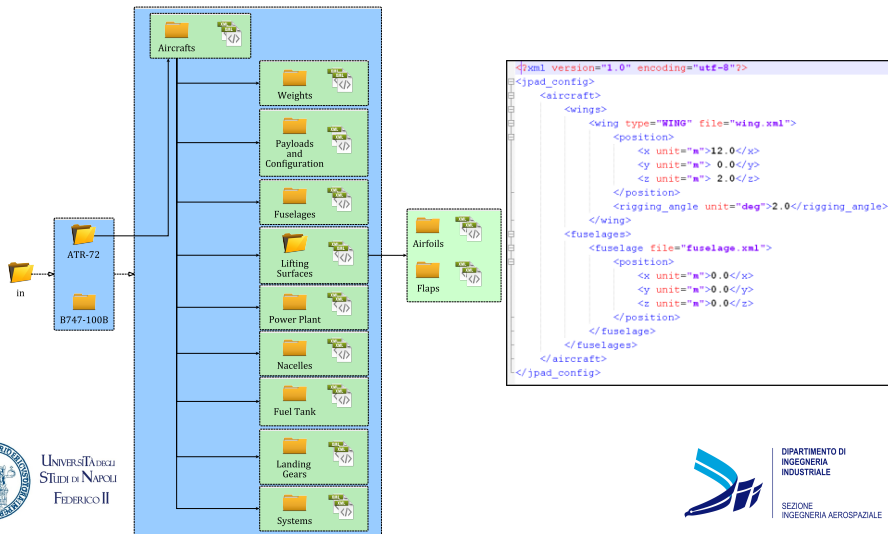 Aircrafts
Weights
Payloads
and
Configuration
Fuselages
Lifting
Surfaces
Power Plant
Nacelles
Fuel Tank
Landing
Gears
Systems
in
ATR-72
B747-100B
Airfoils
Flaps
<?xml version="1.0" encoding="utf-8"?>
<jpad_config>
<aircraft>
<wings>
<wing type="WING" file="wing.xml">
<position>
<x unit="m">12.0</x>
<y unit="m"> 0.0</y>
<z unit="m"> 2.0</z>
</position>
<rigging_angle unit="deg">2.0</rigging_angle>
</wing>
<fuselages>
<fuselage file="fuselage.xml">
<position>
<x unit="m">0.0</x>
<y unit="m">0.0</y>
<z unit="m">0.0</z>
</position>
</fuselage>
</fuselages>
</aircraft>
</jpad_config>
UNIVERSITÀ DEGLI
STUDI DI NAPOLI
FEDERICO II
DIPARTIMENTO DI
INGEGNERIA
INDUSTRIALE
SEZIONE
INGEGNERIA AEROSPAZIALE